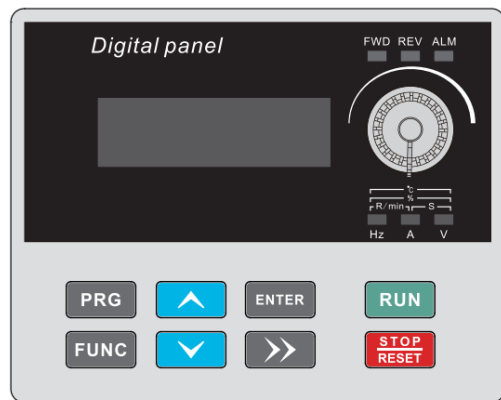 Digital panel
FWD REV ALM
℃
%
R/min S
Hz A V
PRG ENTER RUN
FUNC STOP
RESET